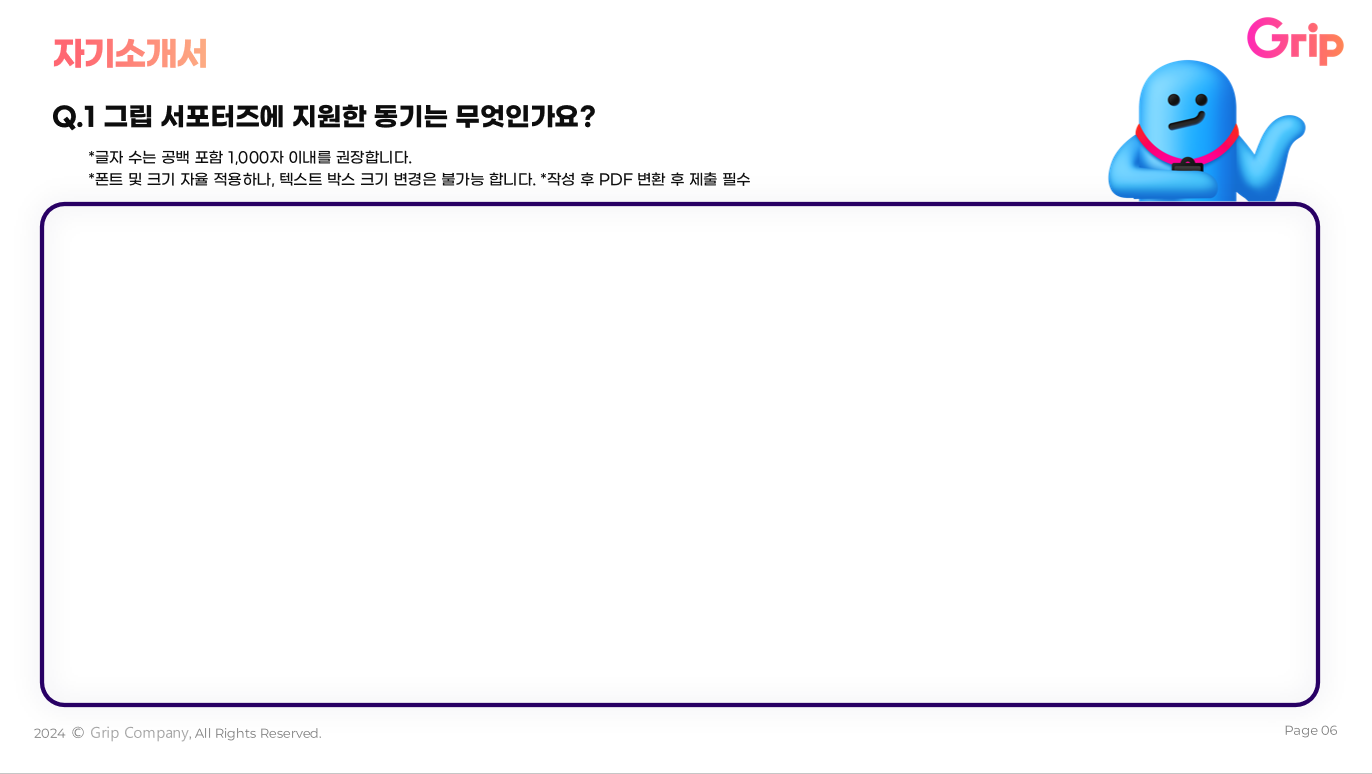 Grip
자기소개서
Q.1 그립 서포터즈에 지원한 동기는 무엇인가요?
*글자 수는 공백 포함 1,000자 이내를 권장합니다.
*폰트 및 크기 자율 적용하나, 텍스트 박스 크기 변경은 불가능 합니다. *작성 후 PDF 변환 후 제출 필수
2024 © Grip Company, All Rights Reserved.
Page 06